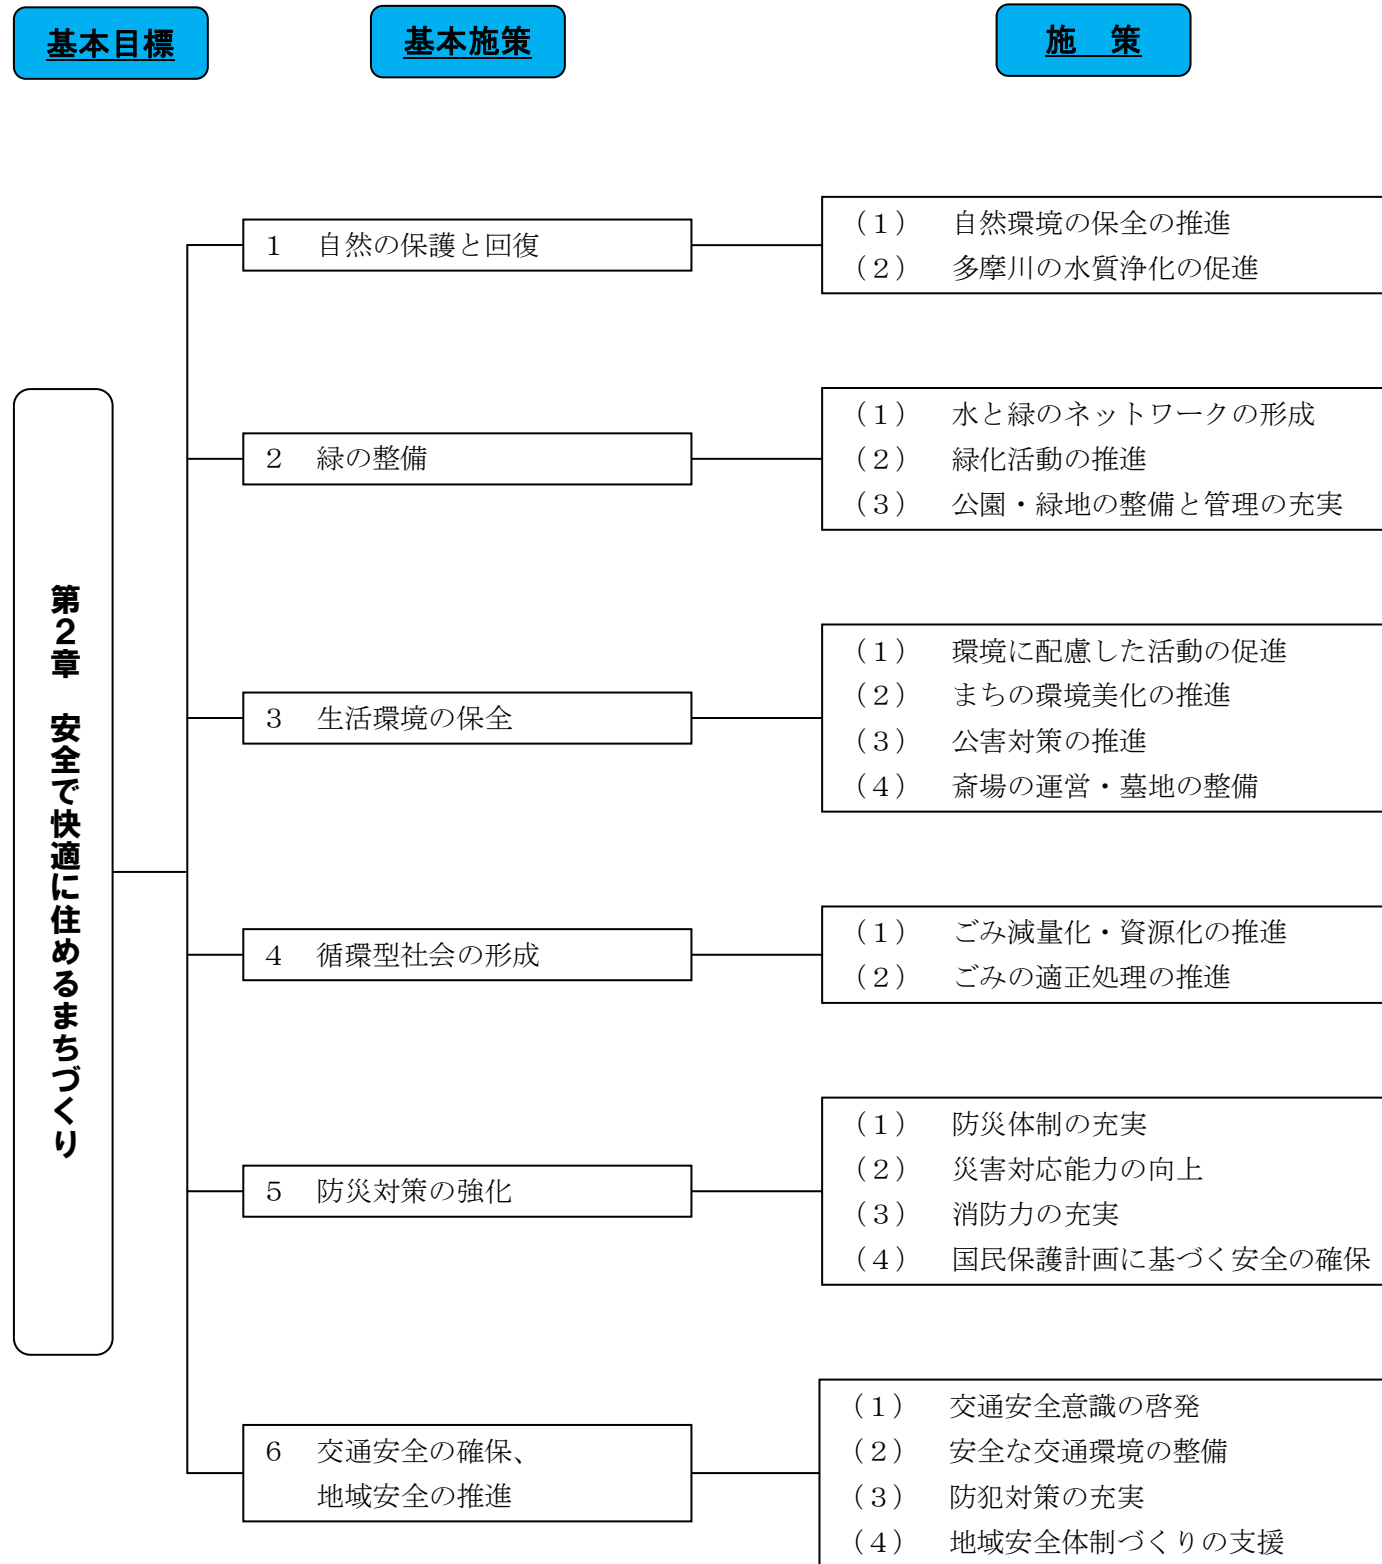 基本目標
基本施策
施　策
第２章　安全で快適に住めるまちづくり
１　自然の保護と回復
（１）　自然環境の保全の推進
（２）　多摩川の水質浄化の促進
２　緑の整備
（１）　水と緑のネットワークの形成
（２）　緑化活動の推進
（３）　公園・緑地の整備と管理の充実
３　生活環境の保全
（１）　環境に配慮した活動の促進
（２）　まちの環境美化の推進
（３）　公害対策の推進
（４）　斎場の運営・墓地の整備
４　循環型社会の形成
（１）　ごみ減量化・資源化の推進
（２）　ごみの適正処理の推進
５　防災対策の強化
（１）　防災体制の充実
（２）　災害対応能力の向上
（３）　消防力の充実
（４）　国民保護計画に基づく安全の確保
６　交通安全の確保、
地域安全の推進
（１）　交通安全意識の啓発
（２）　安全な交通環境の整備
（３）　防犯対策の充実
（４）　地域安全体制づくりの支援